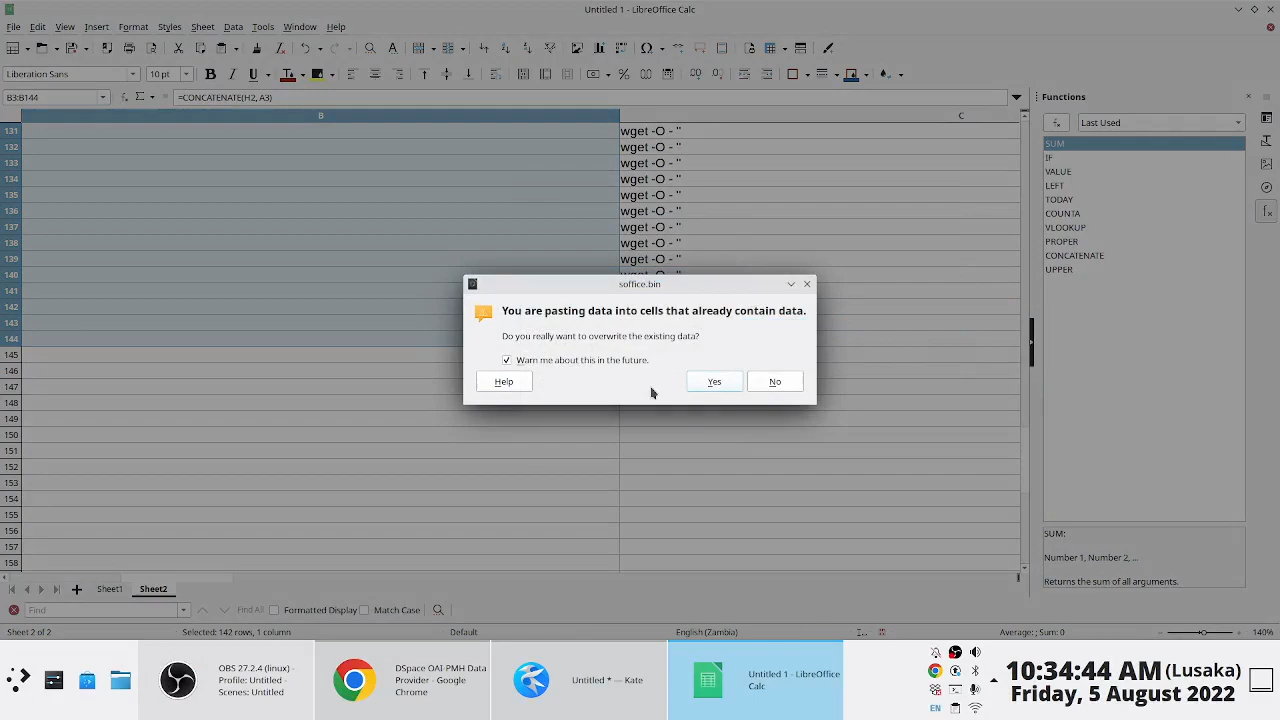 Untitled 1 - LibreOffice Calc
File Edit View Insert Format Styles Sheet Data Tools Window Help
Liberation Sans 10 pt
B3:B144 =CONCATENATE(H2, A3)
Functions
Last Used
B C
131 wget -O - "
132 wget -O - "
133 wget -O - "
134 wget -O - "
135 wget -O - "
136 wget -O - "
137 wget -O - "
138 wget -O - "
139 wget -O - "
140 wget -O - "
141
142
143
144
145
146
147
148
149
150
151
152
153
154
155
156
157
158
SUM
IF
VALUE
LEFT
TODAY
COUNTA
VLOOKUP
PROPER
CONCATENATE
UPPER
SUM:
Number 1, Number 2, ...
Returns the sum of all arguments.
soffice.bin
You are pasting data into cells that already contain data.
Do you really want to overwrite the existing data?
Warn me about this in the future.
Help Yes No
Sheet1 Sheet2
Find Find All Formatted Display Match Case
Sheet 2 of 2 Selected: 142 rows, 1 column Default English (Zambia) Average: ; Sum: 0 140%
OBS 27.2.4 (linux) -
Profile: Untitled -
Scenes: Untitled
DSpace OAI-PMH Data
Provider - Google
Chrome
Untitled * — Kate
Untitled 1 - LibreOffice
Calc
EN
10:34:44 AM (Lusaka)
Friday, 5 August 2022